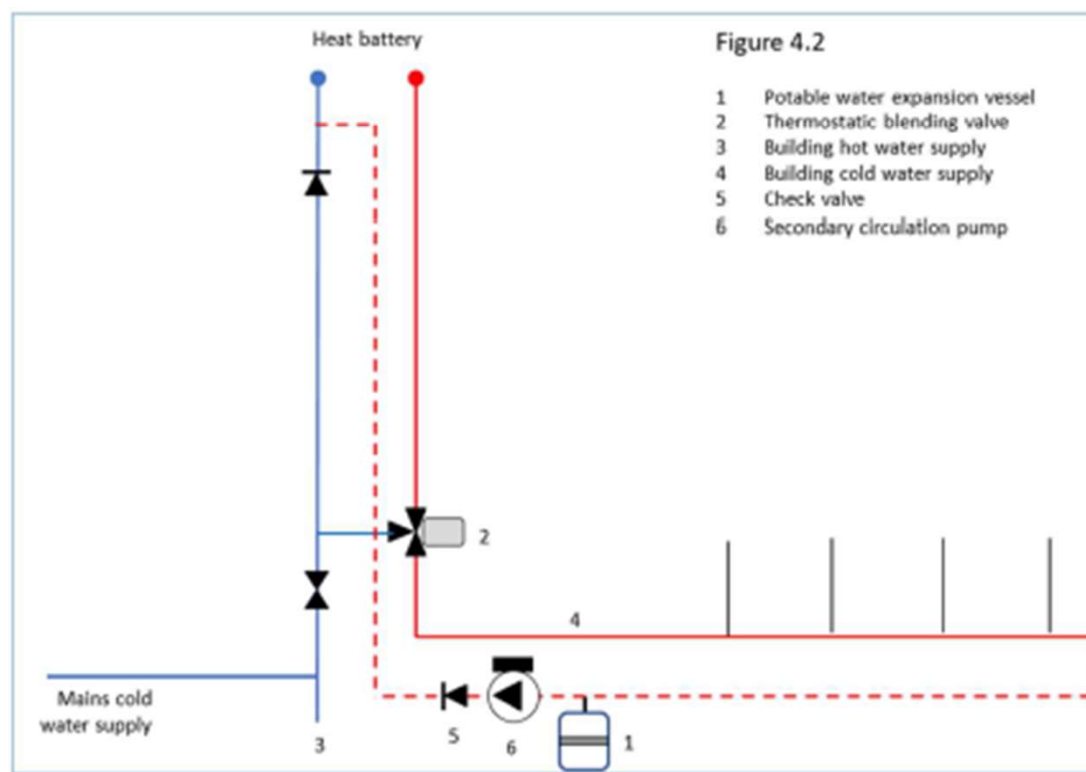 Heat battery
Figure 4.2
1 Potable water expansion vessel
2 Thermostatic blending valve
3 Building hot water supply
4 Building cold water supply
5 Check valve
6 Secondary circulation pump
2
4
Mains cold
water supply
3
5
6
1